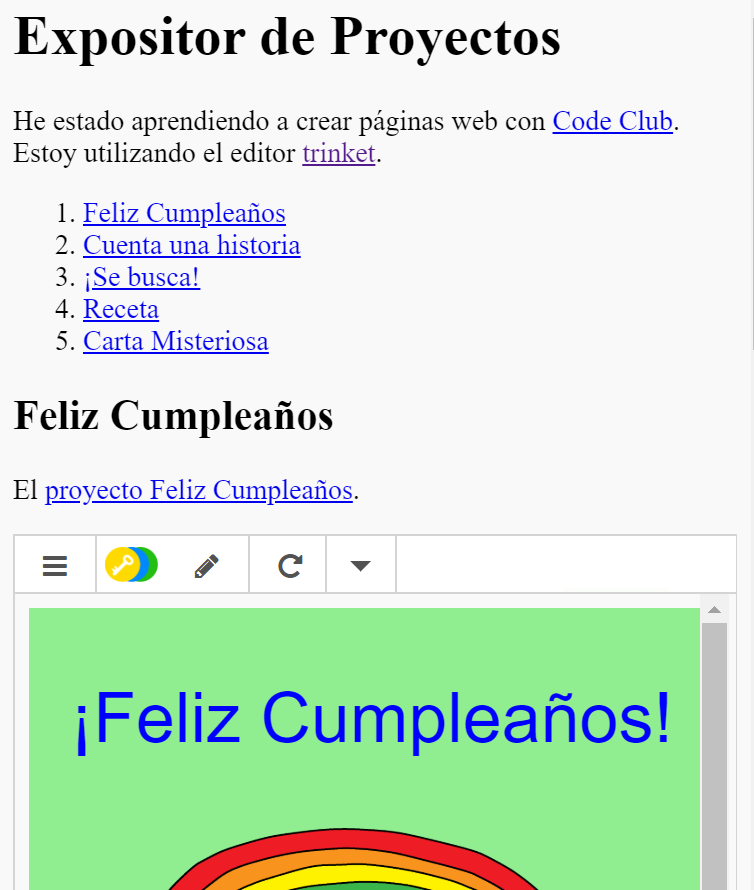 Expositor de Proyectos
He estado aprendiendo a crear páginas web con Code Club.
Estoy utilizando el editor trinket.
1. Feliz Cumpleaños
2. Cuenta una historia
3. ¡Se busca!
4. Receta
5. Carta Misteriosa
Feliz Cumpleaños
El proyecto Feliz Cumpleaños.
¡Feliz Cumpleaños!